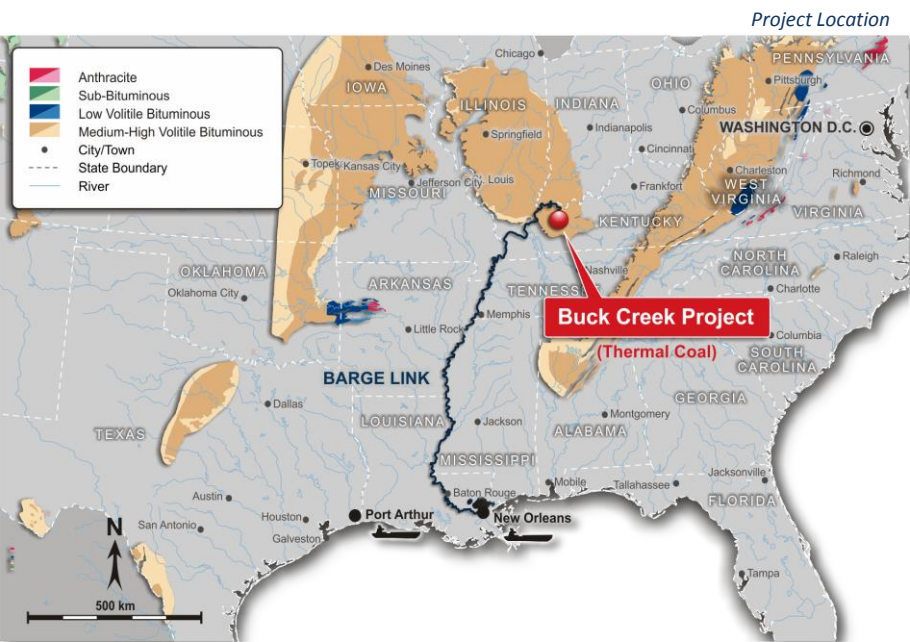 Project Location
Anthracite
Sub-Bituminous
Low Volitile Bituminous
Medium-High Volitile Bituminous
City/Town
State Boundary
River
Chicago
PENNSYLVANIA
Des Moines
IOWA
OHIO
Pittsburgh
ILLINOIS
INDIANA
Columbus
Springfield
Indianapolis
WASHINGTON D.C.
Cincinnati
Topek
Kansas City
Jefferson City
Louis
MISSOURI
Frankfort
Charleston
WEST
VIRGINIA
Richmond
VIRGINIA
KENTUCKY
NORTH
CAROLINA
Raleigh
OKLAHOMA
Oklahoma City
ARKANSAS
Nashville
TENNESSE
Charlotte
Little Rock
Memphis
Buck Creek Project
(Thermal Coal)
Columbia
SOUTH
CAROLINA
BARGE LINK
GEORGIA
Dallas
TEXAS
LOUISIANA
Jackson
Montgomery
ALABAMA
MISSISSIPPI
Jacksonville
Austin
Baton Rouge
Mobile
Tallahassee
FLORIDA
San Antonio
Houston
Port Arthur
New Orleans
Galveston
N
Tampa
500 km